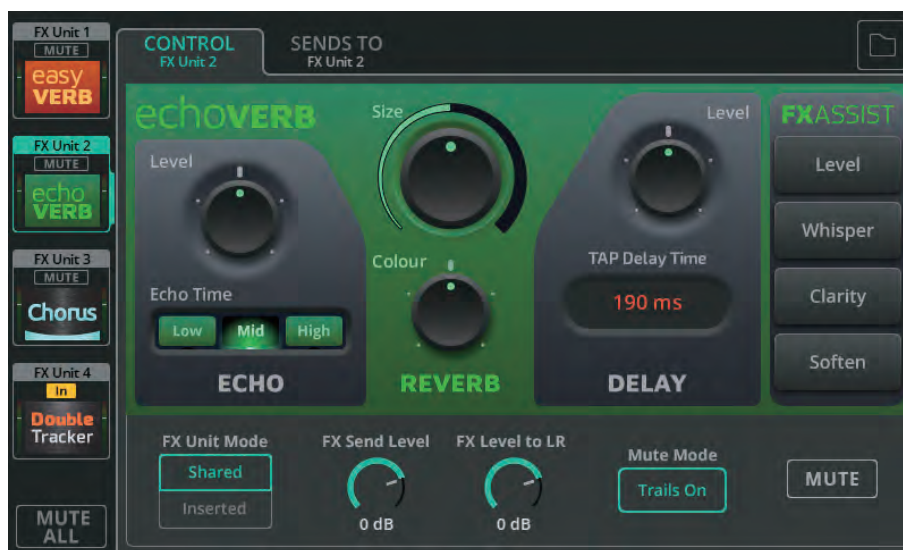 FX Unit 1
MUTE
easy
VERB
FX Unit 2
MUTE
echo
VERB
FX Unit 3
MUTE
Chorus
FX Unit 4
In
Double
Tracker
MUTE
ALL
CONTROL
FX Unit 2
SENDS TO
FX Unit 2
echoVERB
Level
Echo Time
Low Mid High
ECHO
Size
Colour
REVERB
Level
TAP Delay Time
190 ms
DELAY
FXASSIST
Level
Whisper
Clarity
Soften
FX Unit Mode
Shared
Inserted
FX Send Level
0 dB
FX Level to LR
0 dB
Mute Mode
Trails On
MUTE